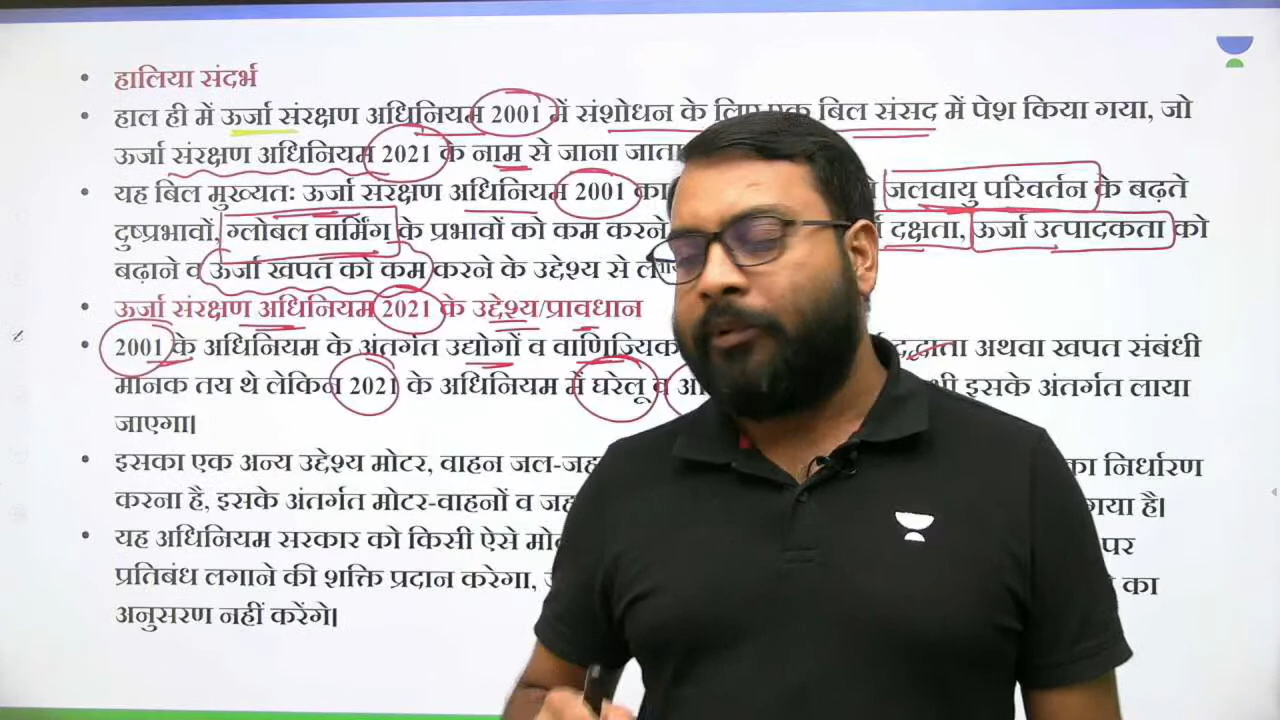 हालिया संदर्भ
हाल ही में ऊर्जा संरक्षण अधिनियम 2001 में संशोधन के लिए एक बिल संसद में पेश किया गया, जो
ऊर्जा संरक्षण अधिनियम 2021 के नाम से जाना जाता
यह बिल मुख्यतः ऊर्जा संरक्षण अधिनियम 2001 का जलवायु परिवर्तन के बढ़ते
दुष्प्रभावों, ग्लोबल वार्मिंग के प्रभावों को कम करने दक्षता, ऊर्जा उत्पादकता को
बढ़ाने व ऊर्जा खपत को कम करने के उद्देश्य से
ऊर्जा संरक्षण अधिनियम 2021 के उद्देश्य/प्रावधान
2001 के अधिनियम के अंतर्गत उद्योगों व वाणिज्यिक अथवा खपत संबंधी
मानक तय थे लेकिन 2021 के अधिनियम में घरेलू व भी इसके अंतर्गत लाया
जाएगा।
इसका एक अन्य उद्देश्य मोटर, वाहन का निर्धारण
करना है, इसके अंतर्गत मोटर-वाहनों व गया है।
यह अधिनियम सरकार को किसी ऐसे पर
प्रतिबंध लगाने की शक्ति प्रदान करेगा, का
अनुसरण नहीं करेंगे।